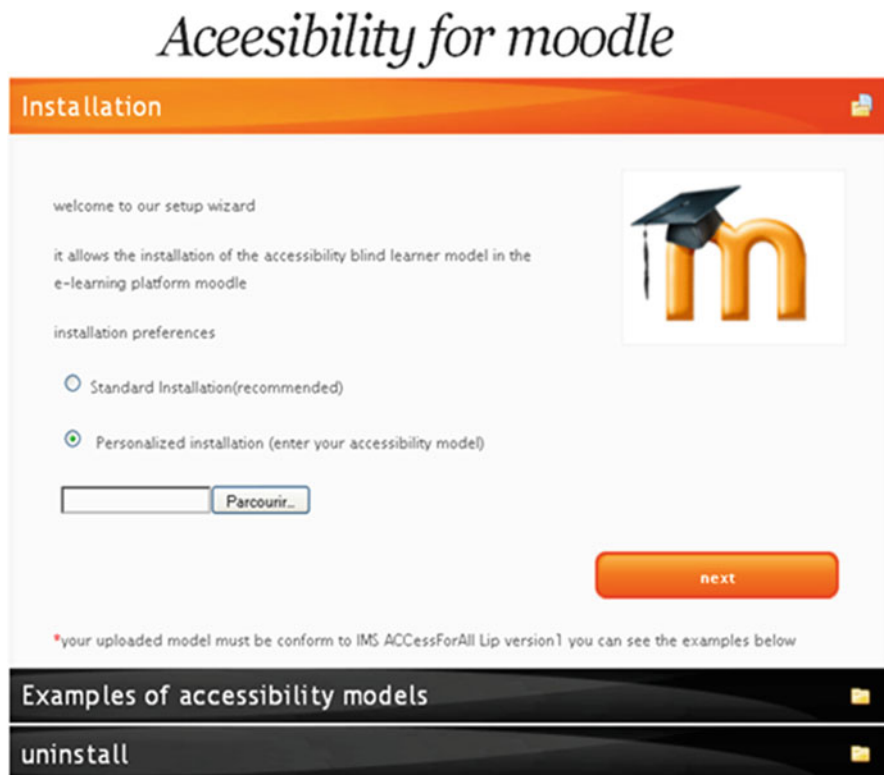 Aceesibility for moodle
Installation
welcome to our setup wizard
it allows the installation of the accessibility blind learner model in the
e-learning platform moodle
installation preferences
Standard Installation(recommended)
Personalized installation (enter your accessibility model)
Parcourir...
next
*your uploaded model must be conform to IMS ACCessForAll Lip version1 you can see the examples below
Examples of accessibility models
uninstall